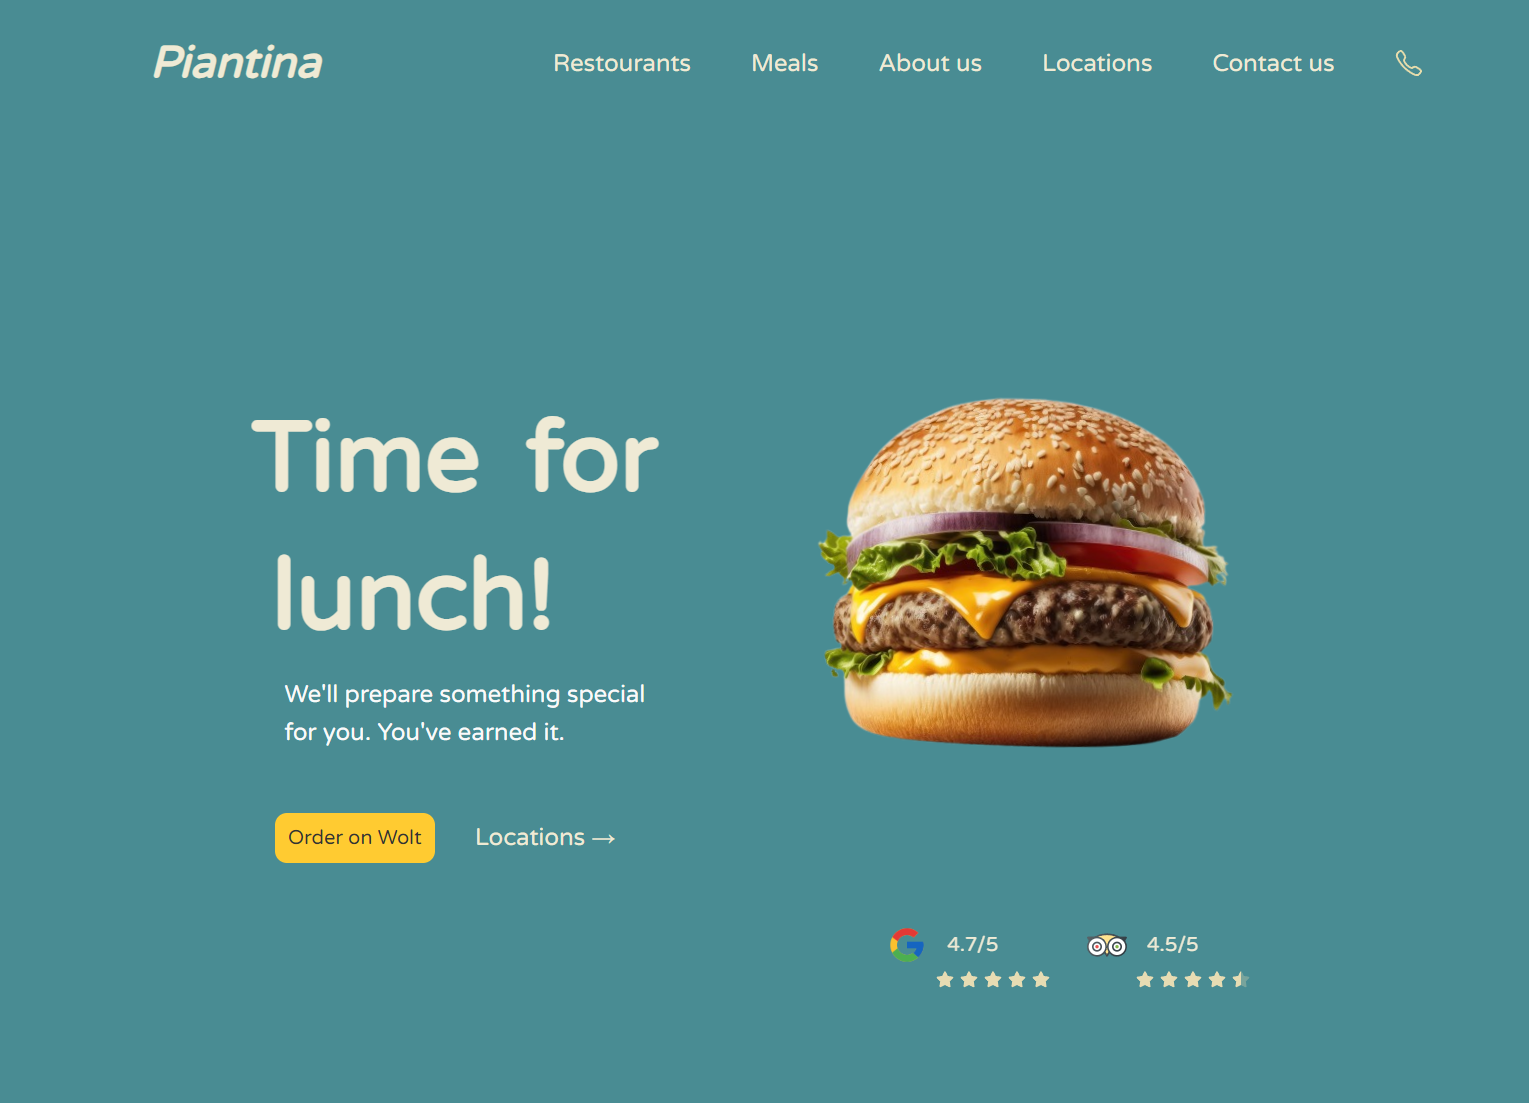 Piantina
Restourants
Meals
About us
Locations
Contact us
Time for
lunch!
We'll prepare something special
for you. You've earned it.
Order on Wolt
Locations →
4.7/5
4.5/5